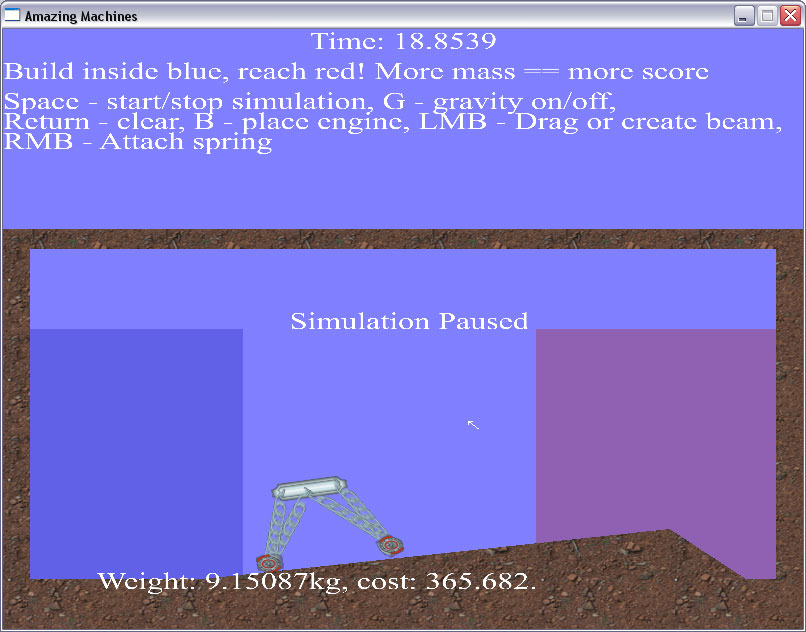 Amazing Machines
Time: 18.8539
Build inside blue, reach red! More mass == more score
Space - start/stop simulation, G - gravity on/off,
Return - clear, B - place engine, LMB - Drag or create beam,
RMB - Attach spring
Simulation Paused
Weight: 9.15087kg, cost: 365.682.